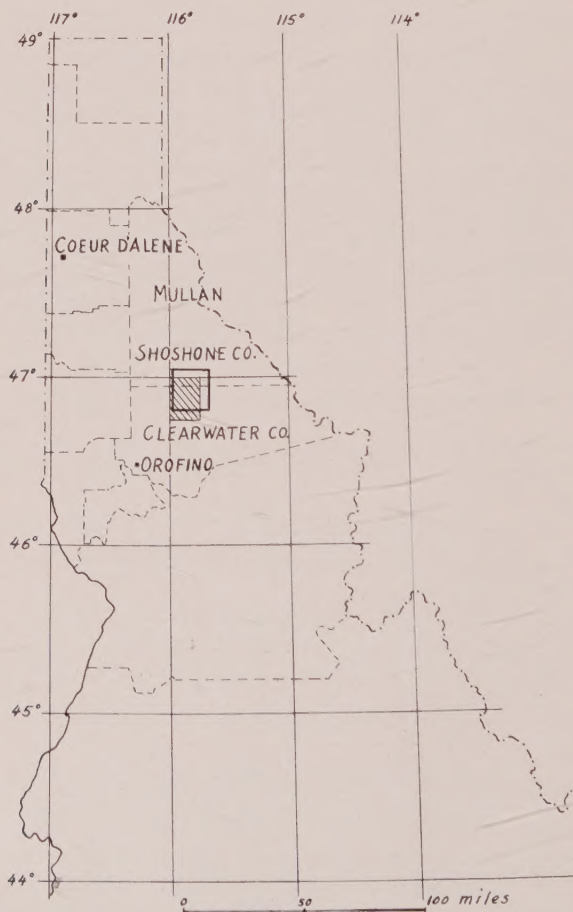 117° 116° 115° 114°
49°
48°
COEUR D'ALENE
MULLAN
SHOSHONE CO.
47°
CLEARWATER CO.
OROFINO
46°
45°
44°
0 50 100 miles